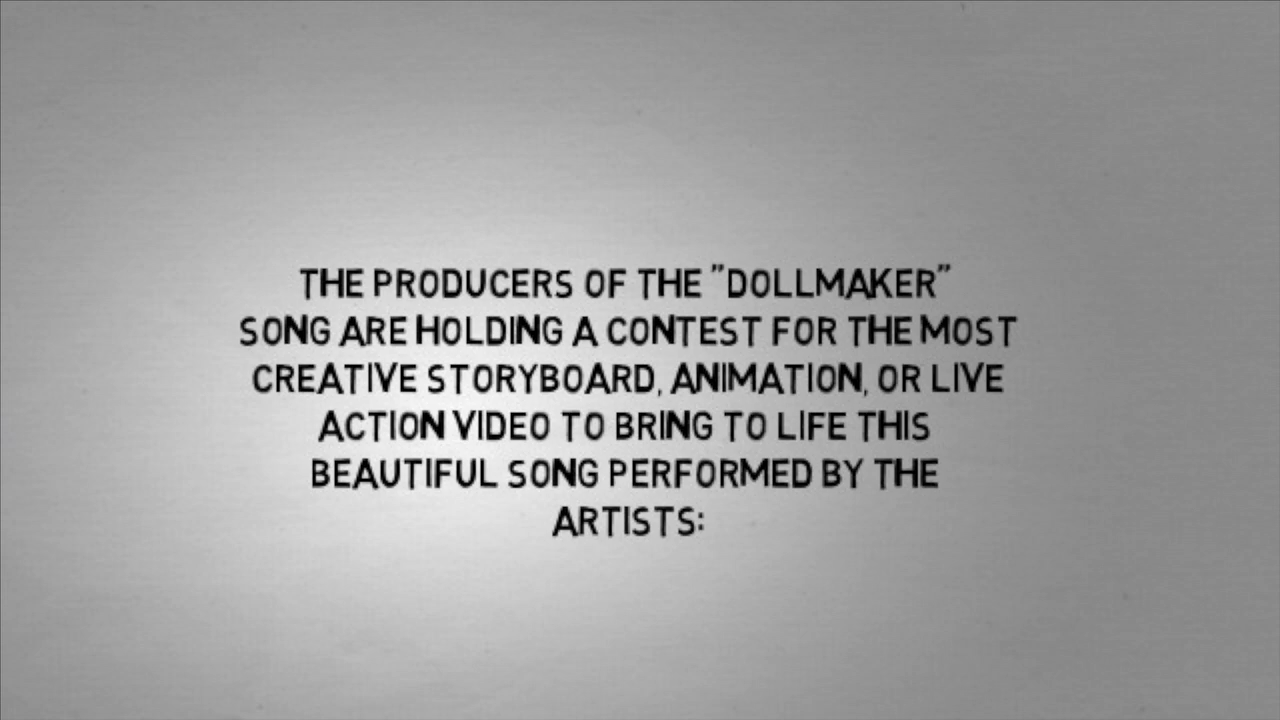 THE PRODUCERS OF THE "DOLLMAKER"
SONG ARE HOLDING A CONTEST FOR THE MOST
CREATIVE STORYBOARD, ANIMATION, OR LIVE
ACTION VIDEO TO BRING TO LIFE THIS
BEAUTIFUL SONG PERFORMED BY THE
ARTISTS: